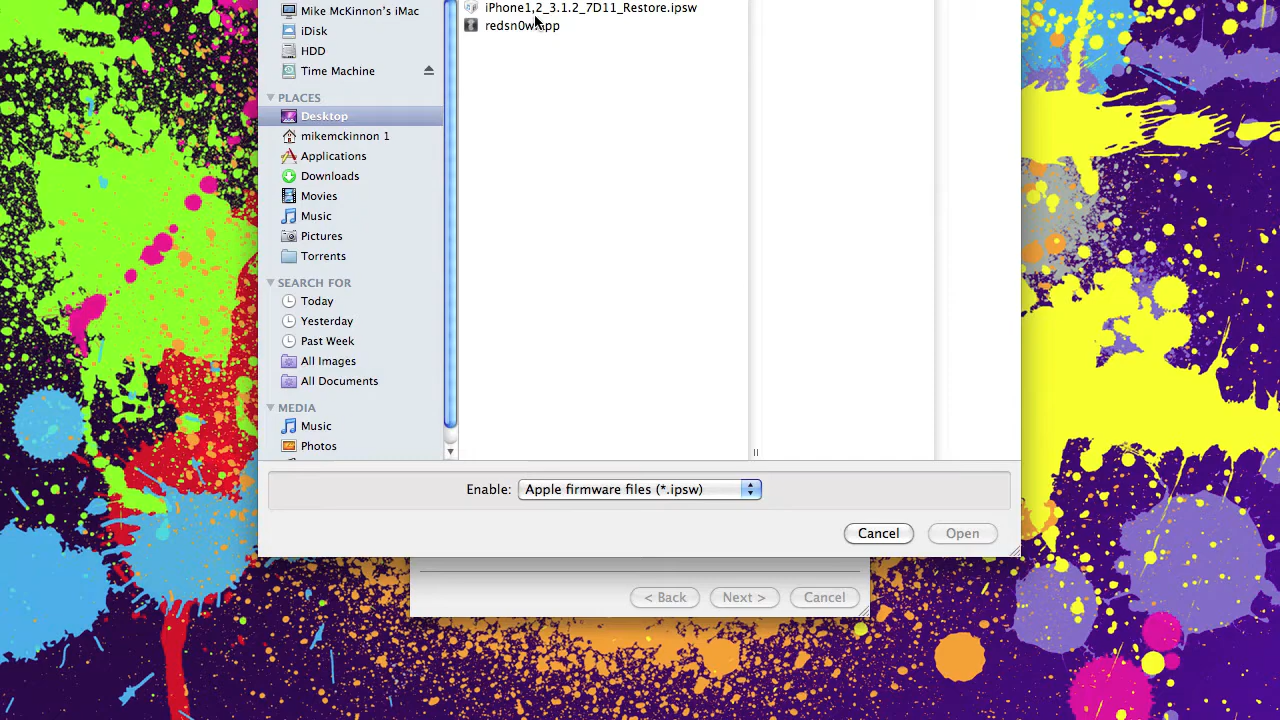 Mike McKinnon's iMac
iDisk
HDD
Time Machine
PLACES
Desktop
mikemckinnon 1
Applications
Downloads
Movies
Music
Pictures
Torrents
SEARCH FOR
Today
Yesterday
Past Week
All Images
All Documents
MEDIA
Music
Photos
iPhone1,2_3.1.2_7D11_Restore.ipsw
redsn0w.app
Enable: Apple firmware files (*.ipsw)
Cancel Open
< Back Next > Cancel